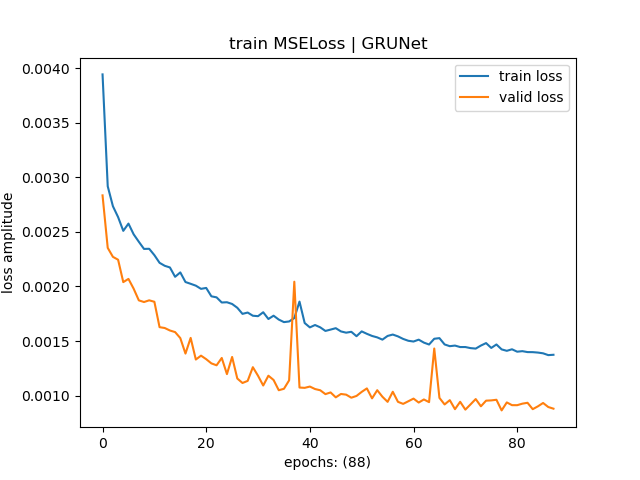 train MSELoss | GRUNet
train loss
valid loss
loss amplitude
0.0040
0.0035
0.0030
0.0025
0.0020
0.0015
0.0010
0 20 40 60 80
epochs: (88)